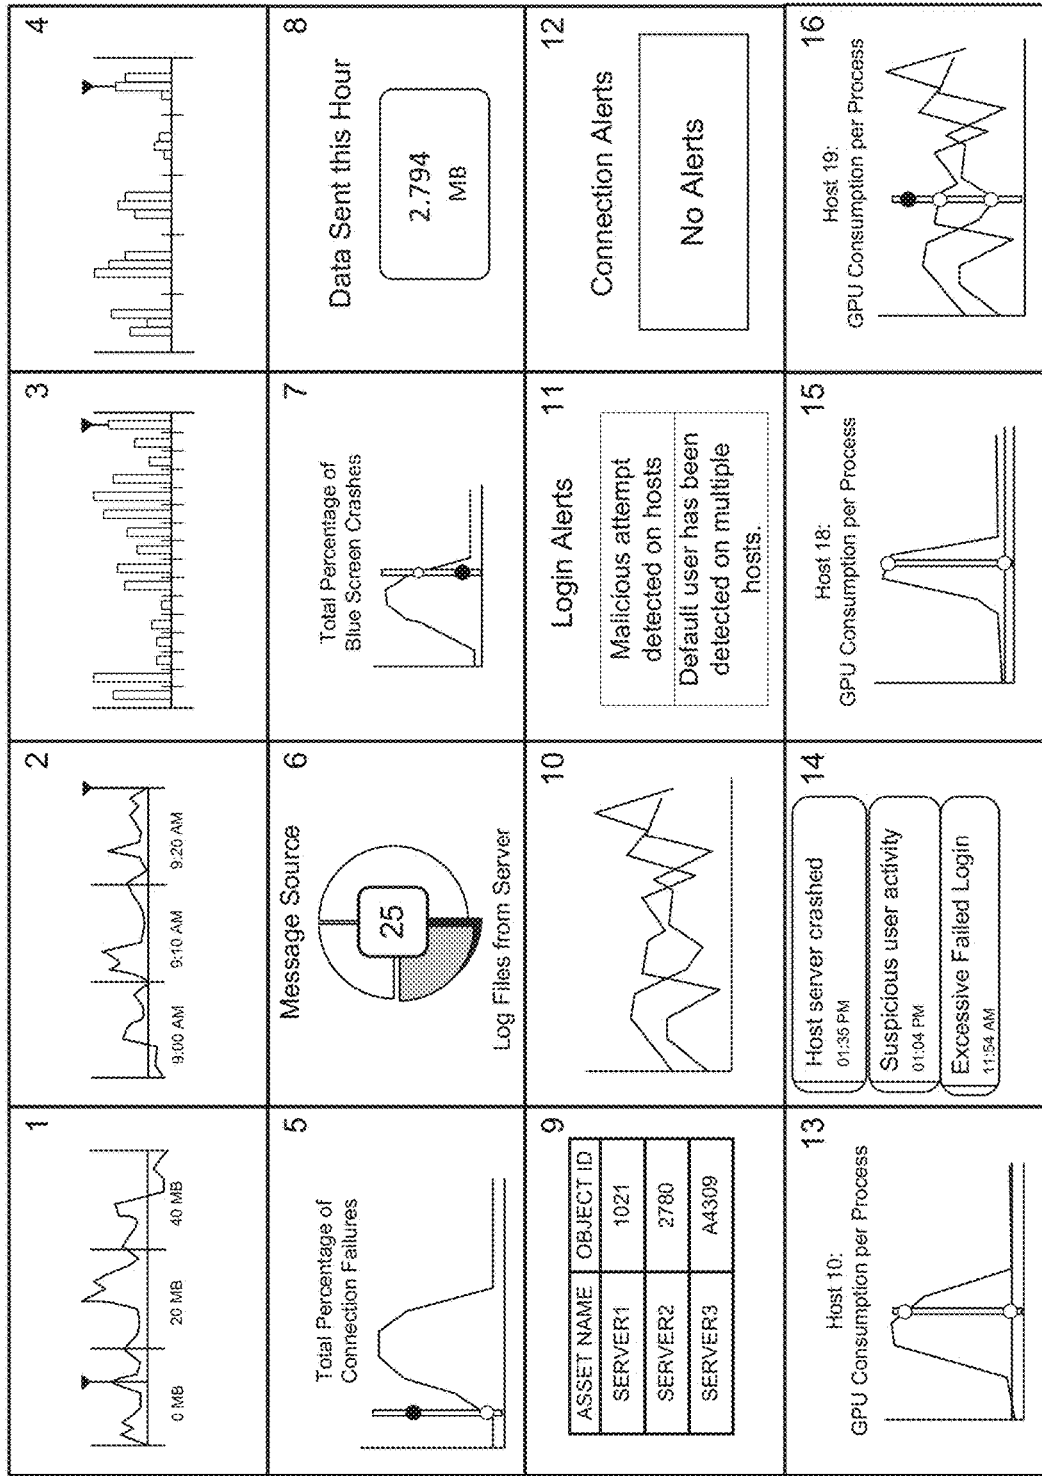 1
0 MB
20 MB
40 MB
2
9:00 AM
9:10 AM
9:20 AM
3
4
5
Total Percentage of
Connection Failures
6
Message Source
25
Log Files from Server
7
Total Percentage of
Blue Screen Crashes
8
Data Sent this Hour
2.794
MB
9
ASSET NAME OBJECT ID
SERVER1 1021
SERVER2 2780
SERVER3 A4309
10
11
Login Alerts
Malicious attempt
detected on hosts
Default user has been
detected on multiple
hosts.
12
Connection Alerts
No Alerts
13
Host 10:
GPU Consumption per Process
14
Host server crashed
01:35 PM
Suspicious user activity
01:04 PM
Excessive Failed Login
11:54 AM
15
Host 18:
GPU Consumption per Process
16
Host 19:
GPU Consumption per Process